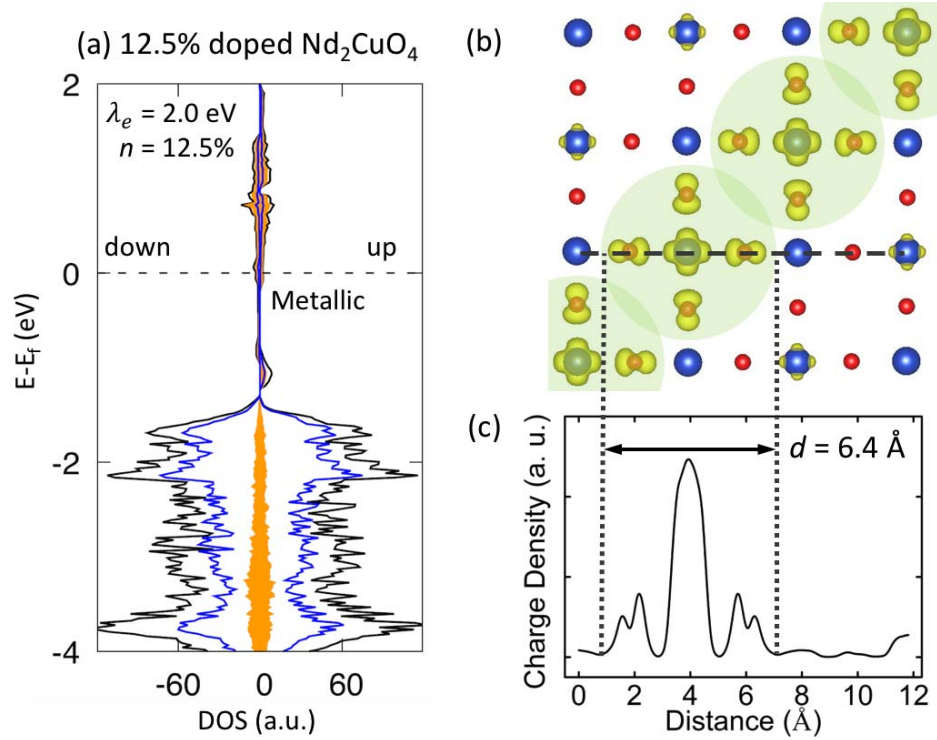 (a) 12.5% doped Nd₂CuO₄
2
λₑ = 2.0 eV
n = 12.5%
down
up
0
Metallic
E-E_f (eV)
-2
-4
-60
0
60
DOS (a.u.)
(b)
(c)
d = 6.4 Å
Charge Density (a. u.)
0
2
4
6
8
10
12
Distance (Å)